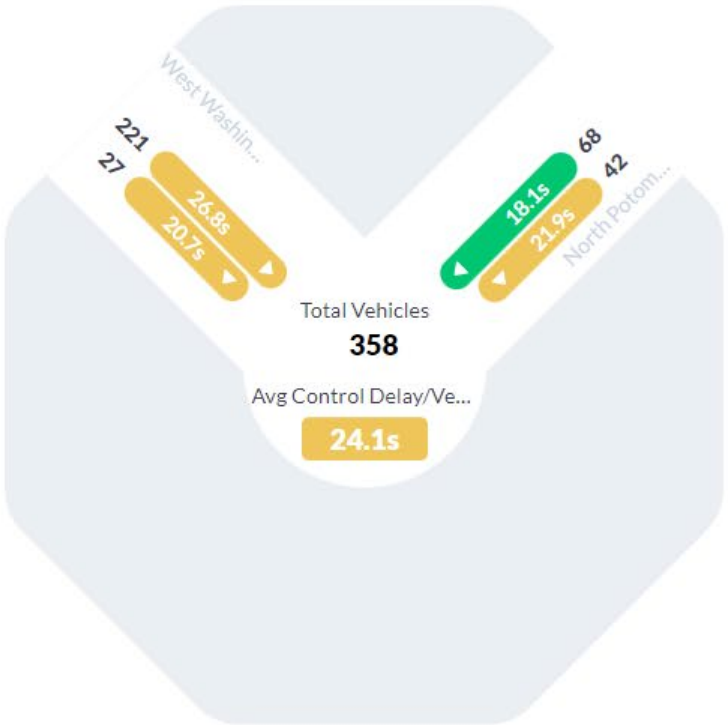 West Washin...
221
27
26.8s
20.7s
68
42
18.1s
21.9s
North Potom...
Total Vehicles
358
Avg Control Delay/Ve...
24.1s